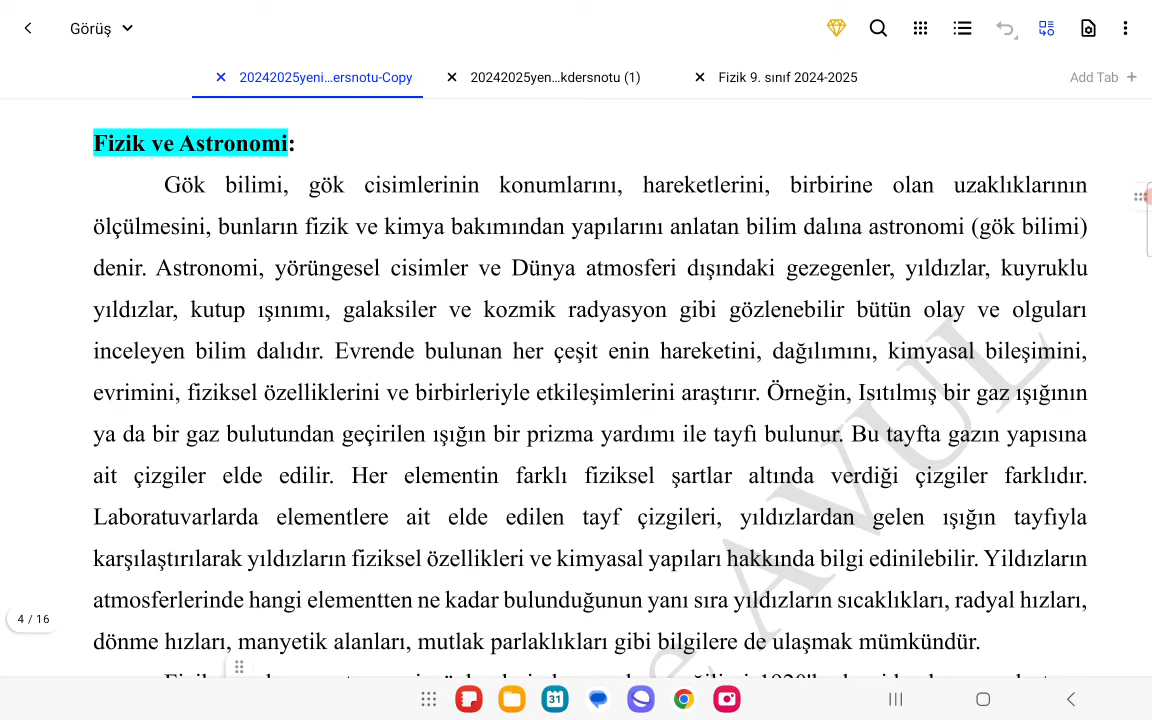 Görüş
20242025yeni...ersnotu-Copy
20242025yen...kdersnotu (1)
Fizik 9. sınıf 2024-2025
Add Tab +
Fizik ve Astronomi:
Gök bilimi, gök cisimlerinin konumlarını, hareketlerini, birbirine olan uzaklıklarının
ölçülmesini, bunların fizik ve kimya bakımından yapılarını anlatan bilim dalına astronomi (gök bilimi)
denir. Astronomi, yörüngesel cisimler ve Dünya atmosferi dışındaki gezegenler, yıldızlar, kuyruklu
yıldızlar, kutup ışınımı, galaksiler ve kozmik radyasyon gibi gözlenebilir bütün olay ve olguları
inceleyen bilim dalıdır. Evrende bulunan her çeşit enin hareketini, dağılımını, kimyasal bileşimini,
evrimini, fiziksel özelliklerini ve birbirleriyle etkileşimlerini araştırır. Örneğin, Isıtılmış bir gaz ışığının
ya da bir gaz bulutundan geçirilen ışığın bir prizma yardımı ile tayfı bulunur. Bu tayfta gazın yapısına
ait çizgiler elde edilir. Her elementin farklı fiziksel şartlar altında verdiği çizgiler farklıdır.
Laboratuvarlarda elementlere ait elde edilen tayf çizgileri, yıldızlardan gelen ışığın tayfıyla
karşılaştırılarak yıldızların fiziksel özellikleri ve kimyasal yapıları hakkında bilgi edinilebilir. Yildızların
atmosferlerinde hangi elementten ne kadar bulunduğunun yanı sıra yıldızların sıcaklıkları, radyal hızları,
dönme hızları, manyetik alanları, mutlak parlaklıkları gibi bilgilere de ulaşmak mümkündür.
4 / 16
AVUL
31